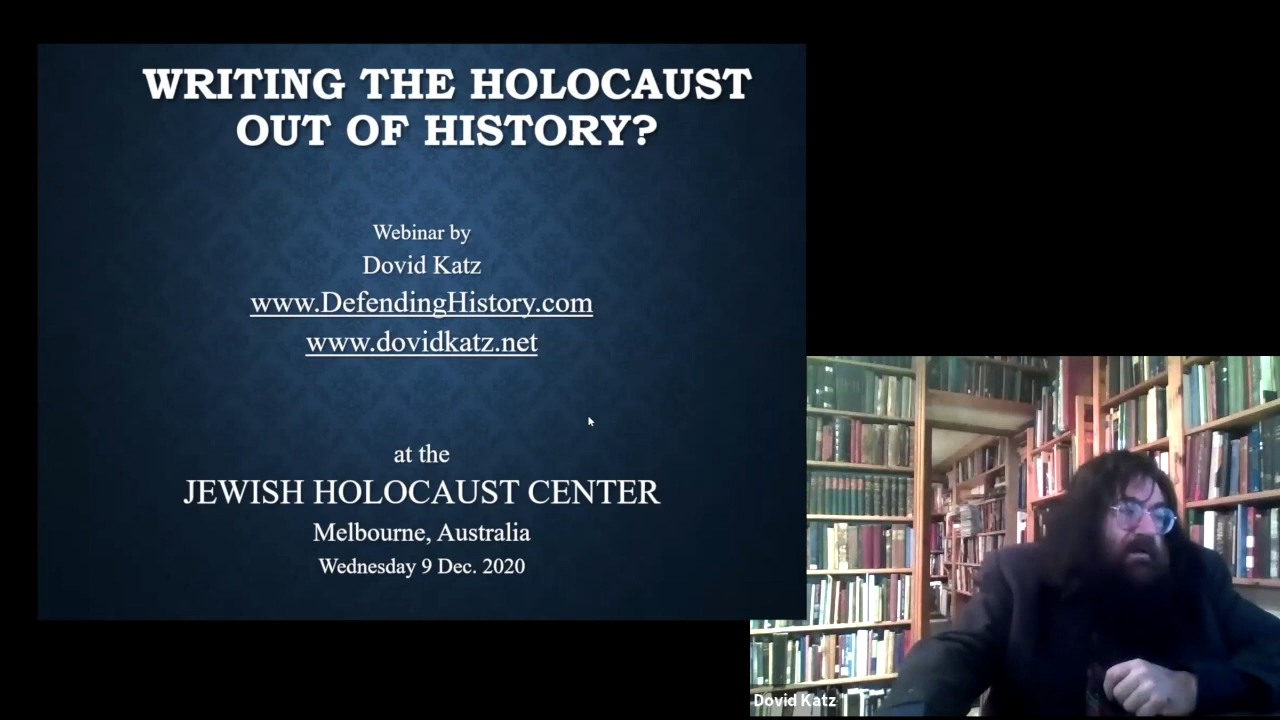 WRITING THE HOLOCAUST
OUT OF HISTORY?
Webinar by
Dovid Katz
www.DefendingHistory.com
www.dovidkatz.net
at the
JEWISH HOLOCAUST CENTER
Melbourne, Australia
Wednesday 9 Dec. 2020
Dovid Katz